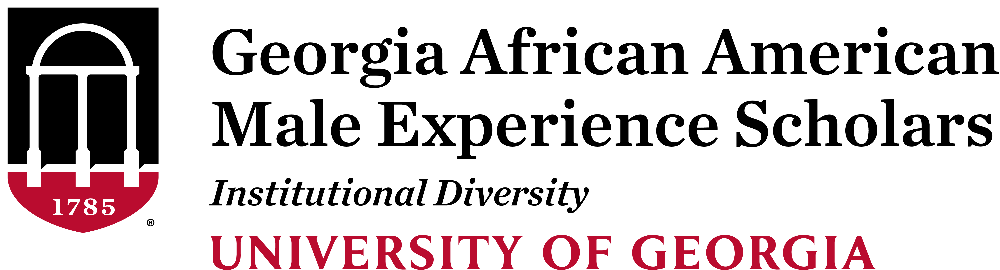 Georgia African American
Male Experience Scholars
Institutional Diversity
UNIVERSITY OF GEORGIA
1785
®